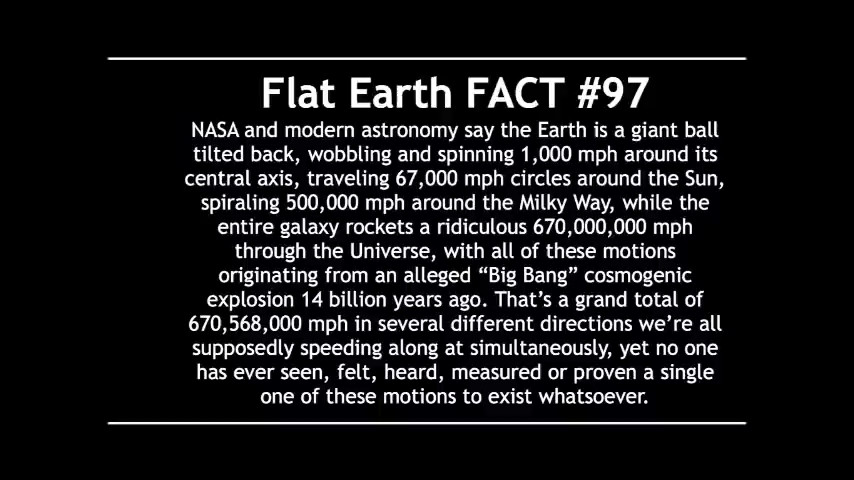 Flat Earth FACT #97
NASA and modern astronomy say the Earth is a giant ball
tilted back, wobbling and spinning 1,000 mph around its
central axis, traveling 67,000 mph circles around the Sun,
spiraling 500,000 mph around the Milky Way, while the
entire galaxy rockets a ridiculous 670,000,000 mph
through the Universe, with all of these motions
originating from an alleged “Big Bang” cosmogenic
explosion 14 billion years ago. That’s a grand total of
670,568,000 mph in several different directions we’re all
supposedly speeding along at simultaneously, yet no one
has ever seen, felt, heard, measured or proven a single
one of these motions to exist whatsoever.